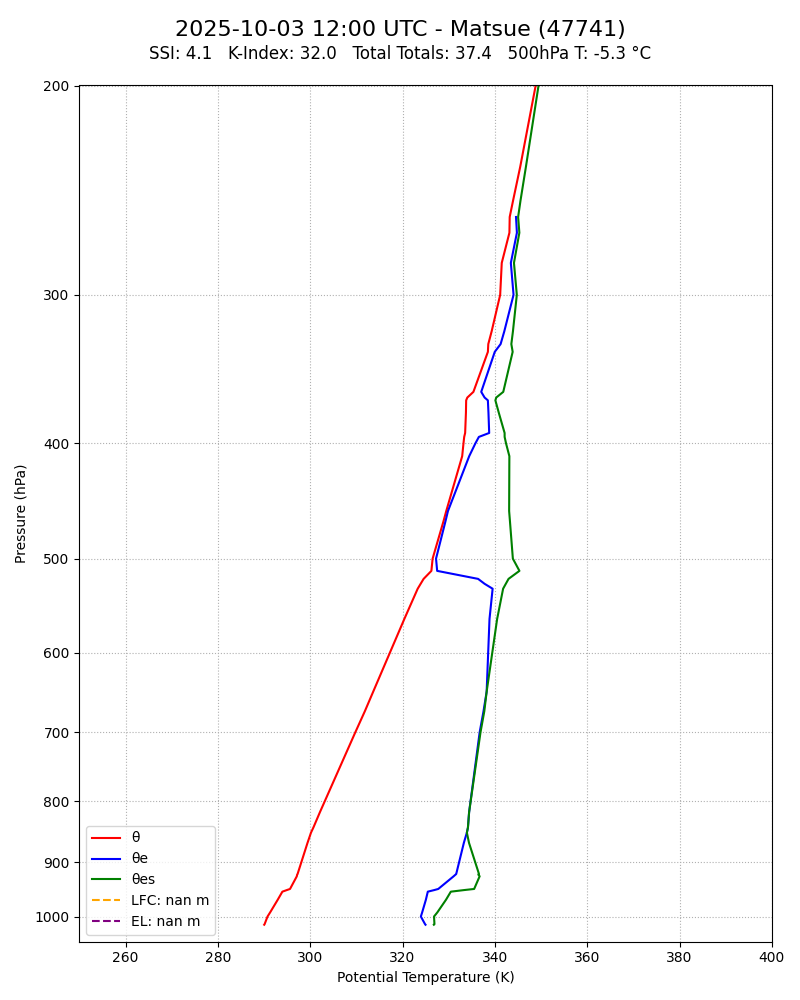 2025-10-03 12:00 UTC - Matsue (47741)
SSI: 4.1   K-Index: 32.0   Total Totals: 37.4   500hPa T: -5.3 °C
200
300
400
500
600
700
800
900
1000
Pressure (hPa)
θ
θe
θes
LFC: nan m
EL: nan m
260 280 300 320 340 360 380 400
Potential Temperature (K)